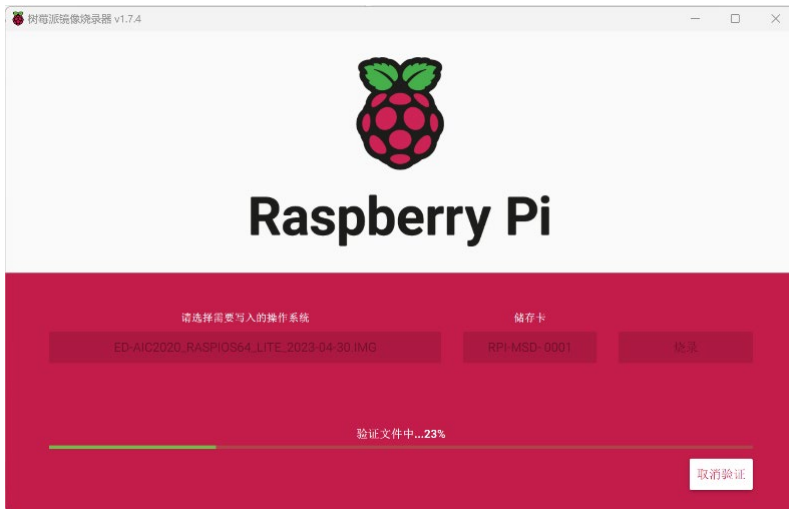 树莓派镜像烧录器 v1.7.4
Raspberry Pi
请选择需要写入的操作系统
储存卡
ED-AIC2020_RASPIOS64_LITE_2023-04-30.IMG
RPI-MSD- 0001
烧录
验证文件中...23%
取消验证